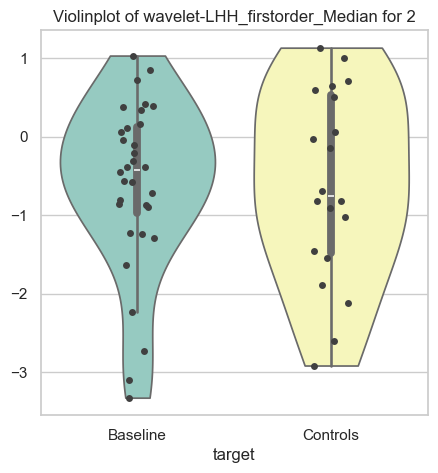 Violinplot of wavelet-LHH_firstorder_Median for 2
1
0
−1
−2
−3
Baseline Controls
target